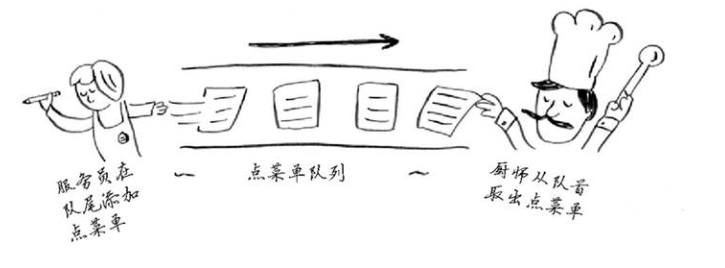 服务员在
队尾添加
点菜单
~ 点菜单队列 ~
厨师从队首
取出点菜单